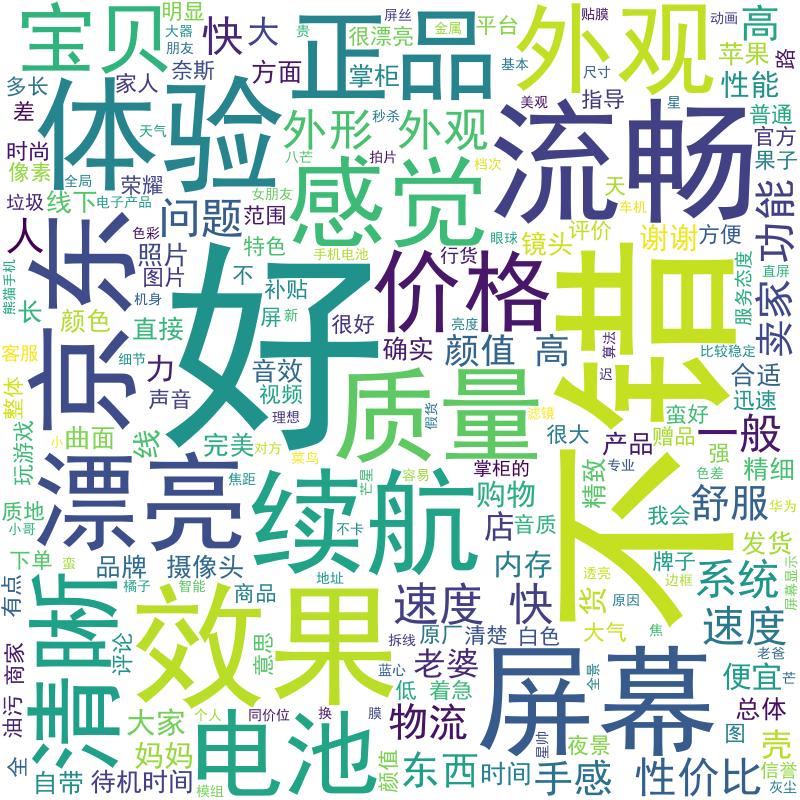 宝贝
明显
大器
朋友
快
大
奈斯
贵
正品
屏丝
很漂亮
金属
平台
外观
贴膜
动画
高
路
苹果
尺寸
基本
掌柜
方面
家人
多长
差
时尚
像素
天气
体验
外形
秒杀
外观
八芒
拍片
美观
指导
星
性能
普通
官方
果子
流畅
档次
感觉
垃圾
全局
荣耀
线下
电子产品
问题
女朋友
范围
人
色彩
照片
特色
手机电池
行货
眼球
镜头
天
评价
车机
谢谢
方便
服务态度
直屏
功能
卖家
熊猫手机
机身
图片
不
补贴
长
颜色
直接
屏
新
很好
价格
亮度
京东
好
不错
确实
颜值 高
算法
比较稳定
合适
迅速
客服
整体
细节
力
声音
音效
视频
理想
质量
假货
滤镜
蛮好
一般
小
曲面
线
完美
对方
菜鸟
容易
很大
产品
赠品
强
精细
色差
玩游戏
漂亮
焦距
芒星
续航
掌柜的
购物
专业
精致
舒服
华为
质地
小哥
不卡
店
音质
我会
发货
下单
蛮
品牌
摄像头
内存
牌子
系统
透亮
边框
屏幕显示
有点
橘子
智能
商品
地址
速度 快
货
原因
清晰
评论
效果
意思
拆线
原厂
清楚
白色
大气
焦
速度
老爸
蓝心
老婆
屏幕
全景
便宜
芒
油污
商家
低
着急
总体
大家
个人
同价位
换
膜
物流
星帅
夜景
图
壳
妈妈
电池
颜值
东西
时间
手感
性价比
信誉
全
自带
待机时间
模组
灰尘